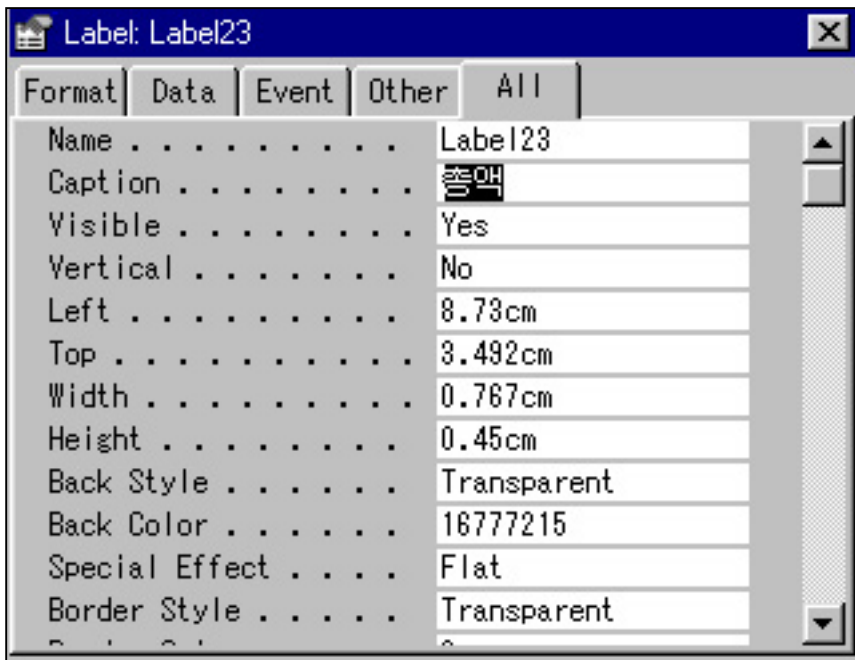 Label: Label23
Format Data Event Other All
Name . . . . . . . . . . Label23
Caption . . . . . . . . . 총액
Visible . . . . . . . . Yes
Vertical . . . . . . . No
Left . . . . . . . . . . 8.73cm
Top . . . . . . . . . . . 3.492cm
Width . . . . . . . . . . 0.767cm
Height . . . . . . . . . 0.45cm
Back Style . . . . . . Transparent
Back Color . . . . . . 16777215
Special Effect . . . . Flat
Border Style . . . . . Transparent